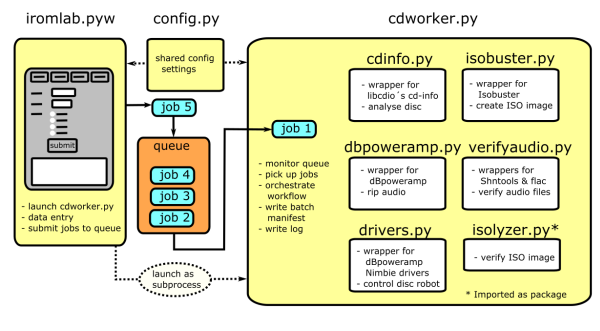 iromlab.pyw
config.py
cdworker.py
shared config
settings
submit
- launch cdworker.py
- data entry
- submit jobs to queue
job 5
queue
job 4
job 3
job 2
launch as
subprocess
job 1
- monitor queue
- pick up jobs
- orchestrate
workflow
- write batch
manifest
- write log
cdinfo.py
- wrapper for
libcdio´s cd-info
- analyse disc
isobuster.py
- wrapper for
Isobuster
- create ISO image
dbpoweramp.py
- wrapper for
dBpoweramp
- rip audio
verifyaudio.py
- wrappers for
Shntools & flac
- verify audio files
drivers.py
- wrapper for
dBpoweramp
Nimbie drivers
- control disc robot
isolyzer.py*
- verify ISO image
* Imported as package